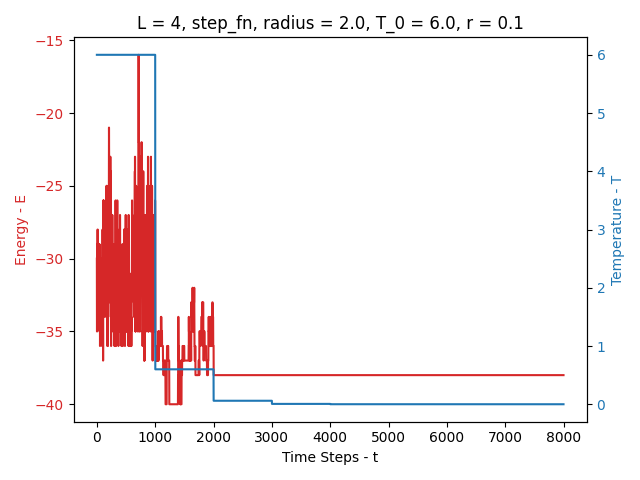 L = 4, step_fn, radius = 2.0, T_0 = 6.0, r = 0.1
Energy - E
−15
−20
−25
−30
−35
−40
6
5
4
3
2
1
0
Temperature - T
0 1000 2000 3000 4000 5000 6000 7000 8000
Time Steps - t